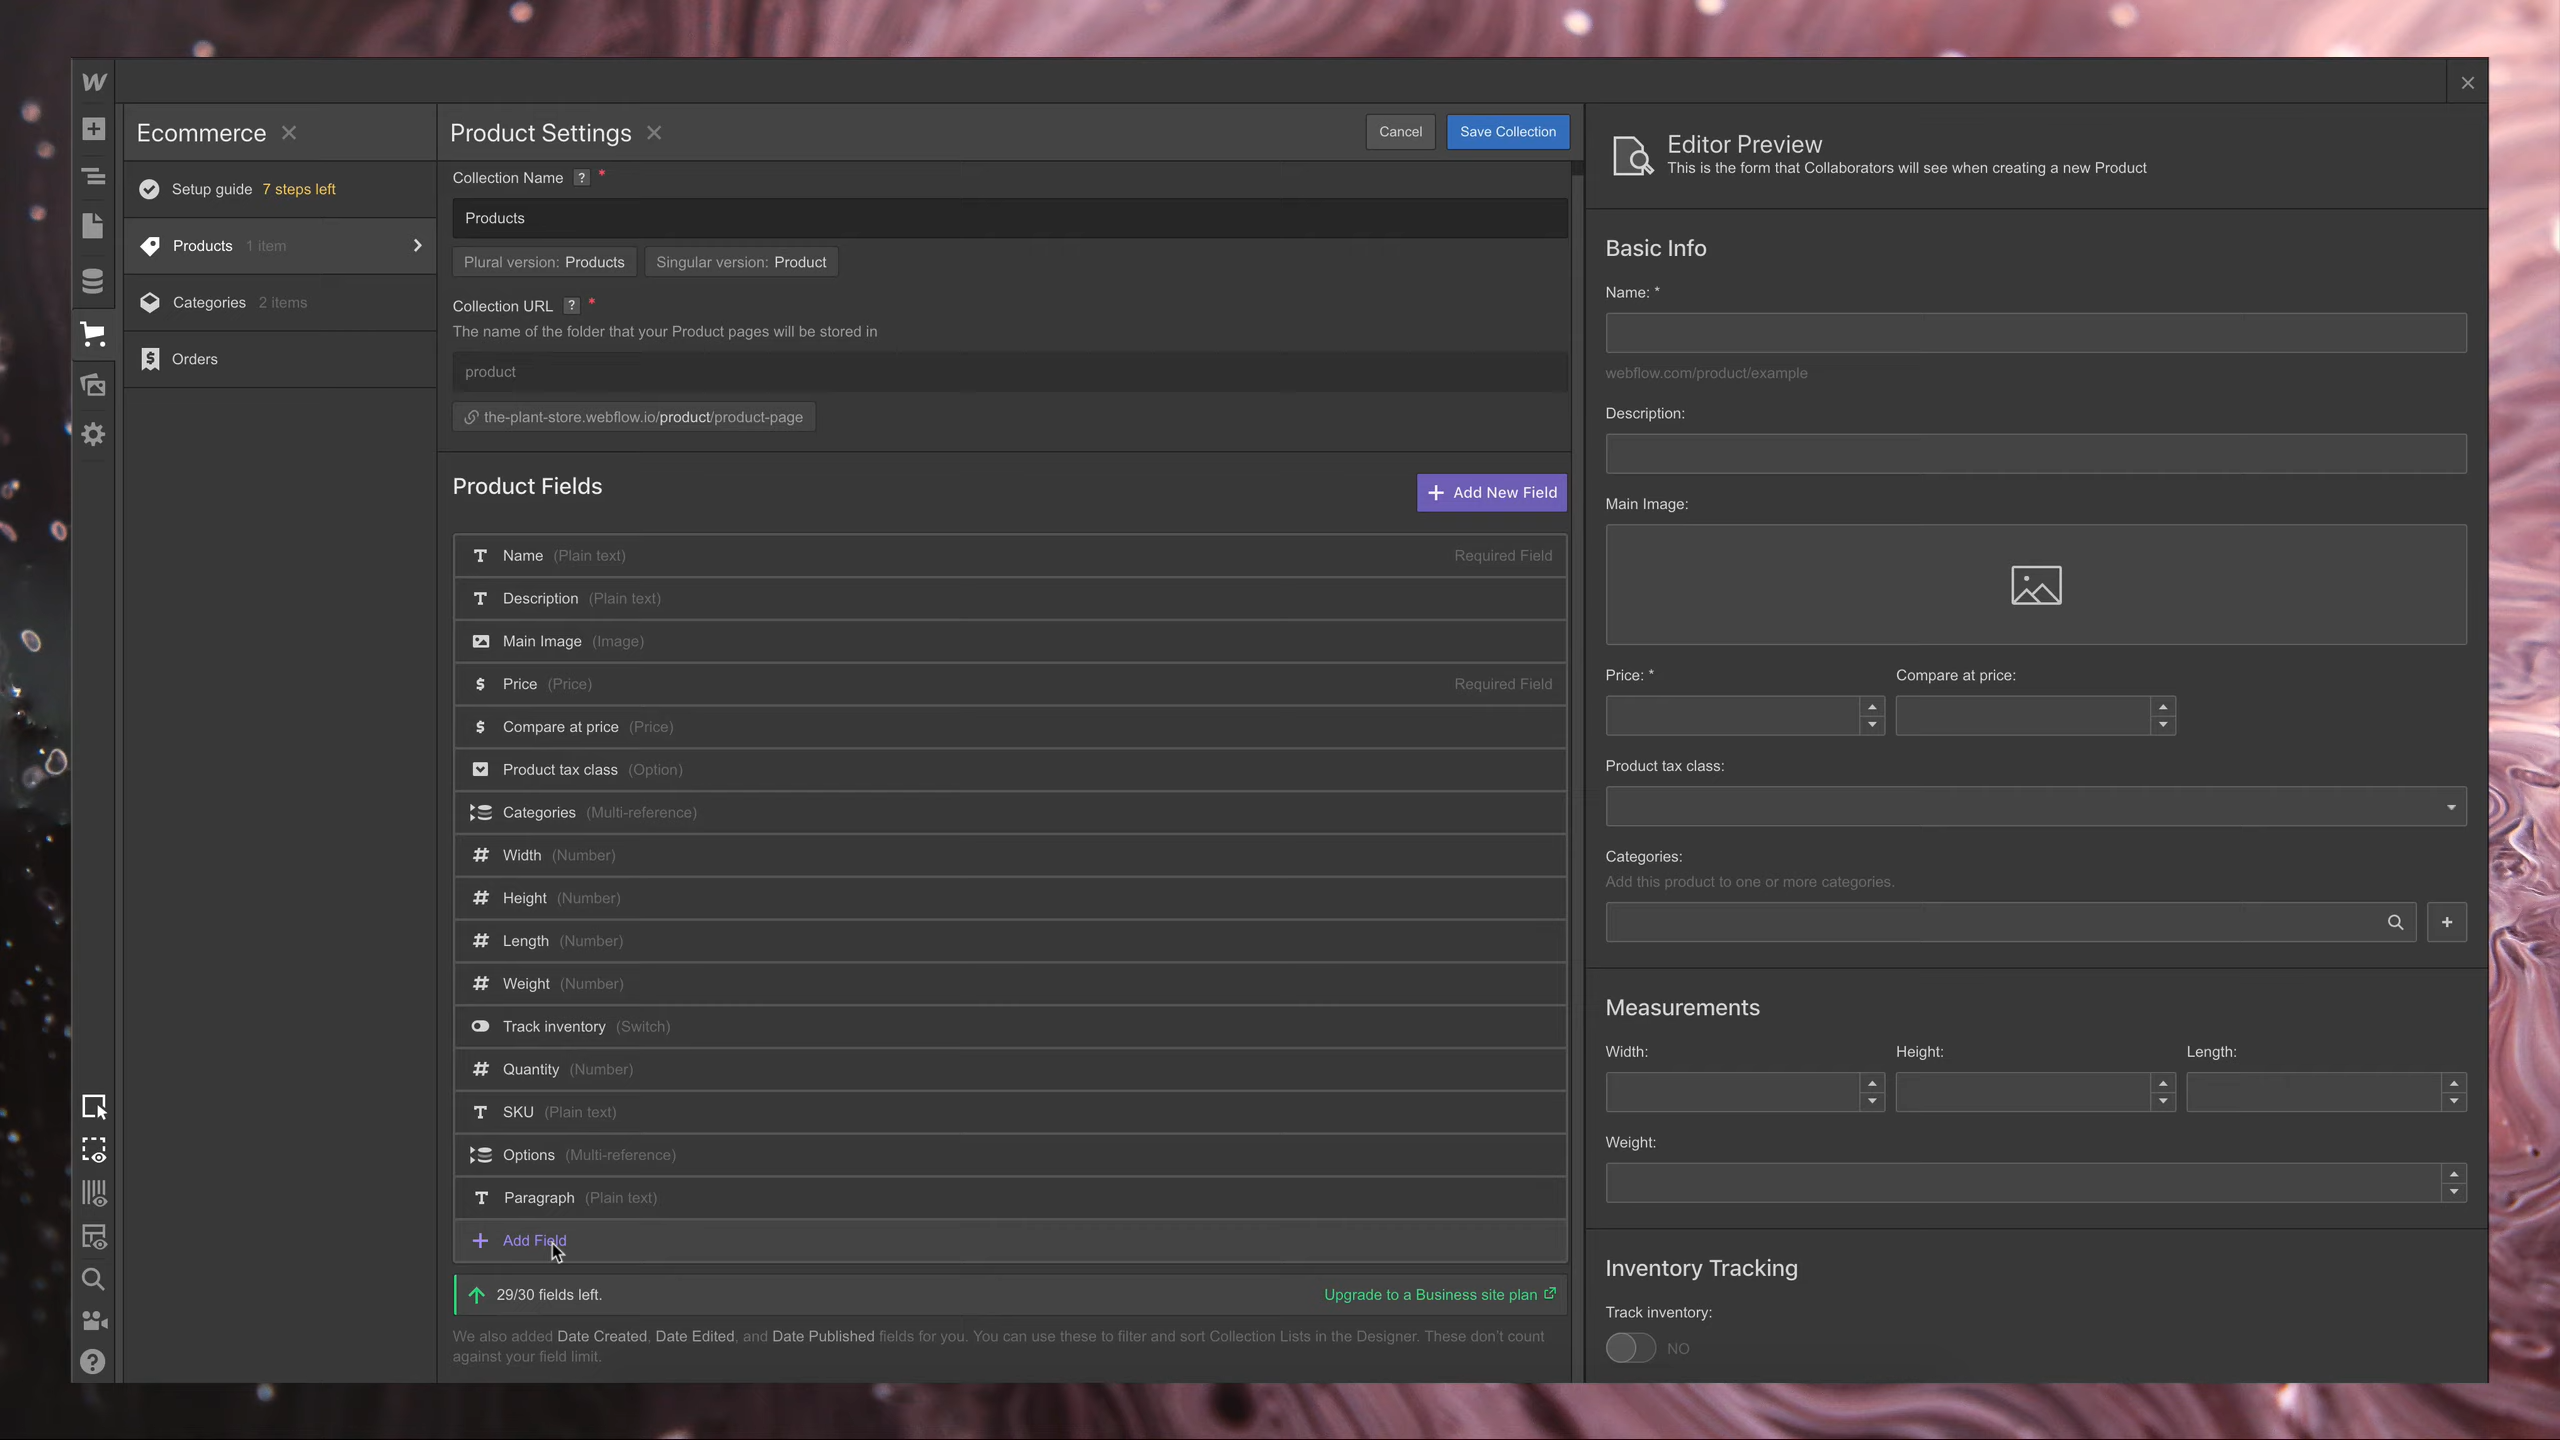 Ecommerce
Setup guide 7 steps left
Products 1 item
Categories 2 items
Orders
Product Settings
Cancel
Save Collection
Collection Name ? *
Products
Plural version: Products
Singular version: Product
Collection URL ? *
The name of the folder that your Product pages will be stored in
product
the-plant-store.webflow.io/product/product-page
Product Fields
+ Add New Field
Name (Plain text) Required Field
Description (Plain text)
Main Image (Image)
Price (Price) Required Field
Compare at price (Price)
Product tax class (Option)
Categories (Multi-reference)
Width (Number)
Height (Number)
Length (Number)
Weight (Number)
Track inventory (Switch)
Quantity (Number)
SKU (Plain text)
Options (Multi-reference)
Paragraph (Plain text)
+ Add Field
29/30 fields left.
Upgrade to a Business site plan
We also added Date Created, Date Edited, and Date Published fields for you. You can use these to filter and sort Collection Lists in the Designer. These don't count
against your field limit.
Editor Preview
This is the form that Collaborators will see when creating a new Product
Basic Info
Name: *
webflow.com/product/example
Description:
Main Image:
Price: *
Compare at price:
Product tax class:
Categories:
Add this product to one or more categories.
Measurements
Width:
Height:
Length:
Weight:
Inventory Tracking
Track inventory:
NO